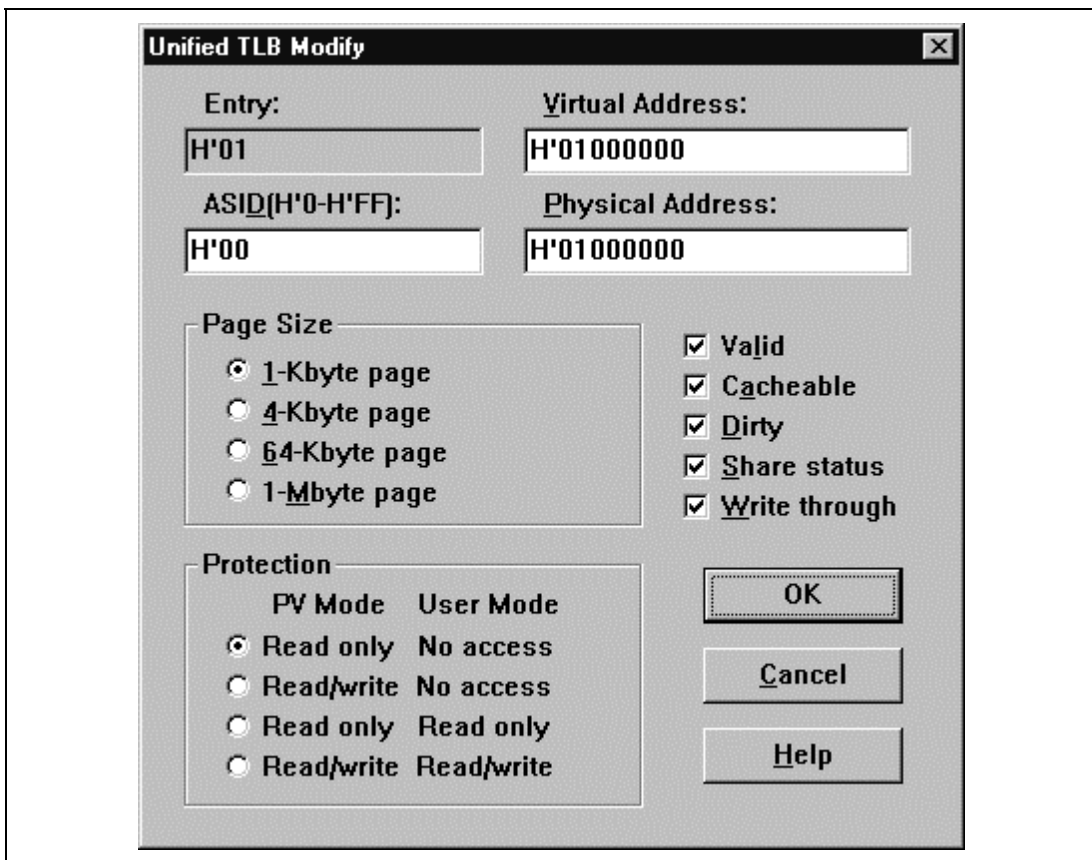 Unified TLB Modify
Entry:
Virtual Address:
H'01
H'01000000
ASID(H'0-H'FF):
Physical Address:
H'00
H'01000000
Page Size
1-Kbyte page
4-Kbyte page
64-Kbyte page
1-Mbyte page
Valid
Cacheable
Dirty
Share status
Write through
Protection
PV Mode User Mode
Read only No access
Read/write No access
Read only Read only
Read/write Read/write
OK
Cancel
Help